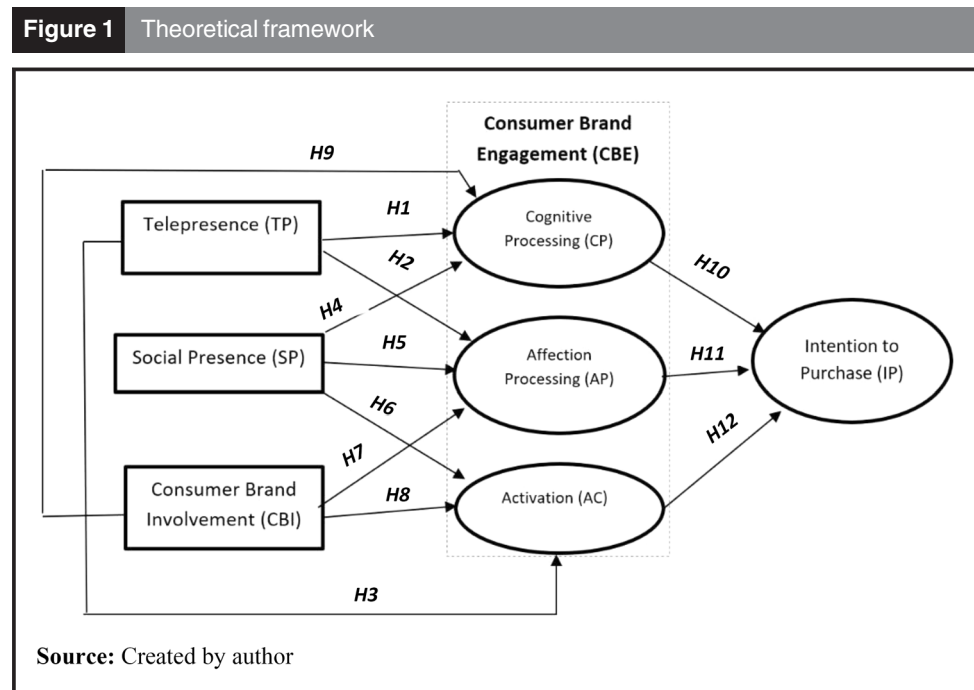 Figure 1 Theoretical framework
Consumer Brand
Engagement (CBE)
H9
Telepresence (TP)
H1
Cognitive
Processing (CP)
H2
H10
H4
Social Presence (SP)
H5
Affection
Processing (AP)
H11
Intention to
Purchase (IP)
H6
H7
H12
Consumer Brand
Involvement (CBI)
H8
Activation (AC)
H3
Source: Created by author